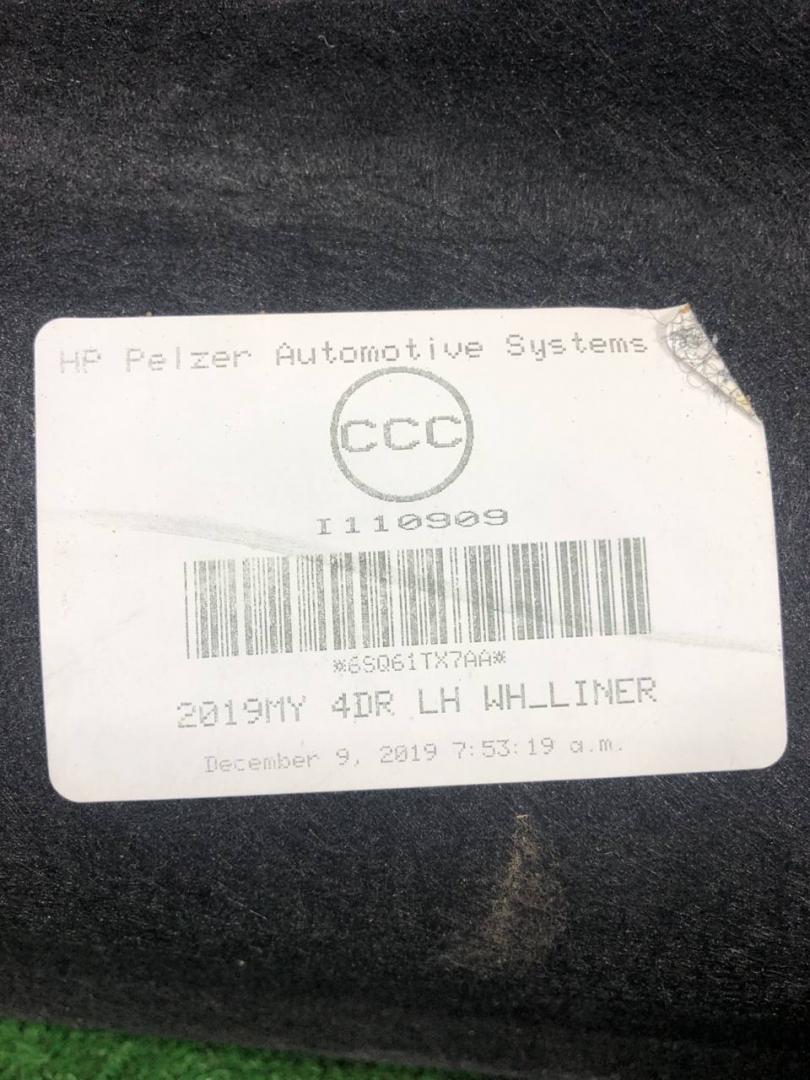 HP Pelzer Automotive Systems
CCC
I110909
*6SQ61TX7AA*
2019MY 4DR LH WH_LINER
December 9, 2019 7:53:19 a.m.